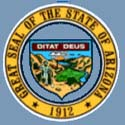 GREAT SEAL OF THE STATE OF ARIZONA
DITAT DEUS
1912